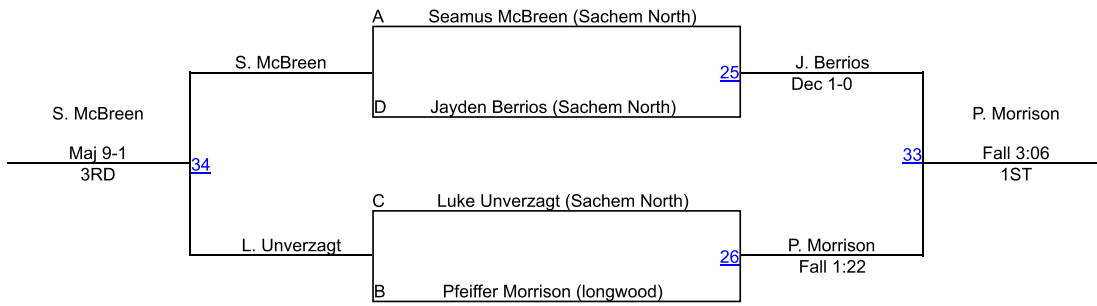 A Seamus McBreen (Sachem North)
S. McBreen
25
J. Berrios
Dec 1-0
D Jayden Berrios (Sachem North)
S. McBreen
Maj 9-1
3RD
34
33
P. Morrison
Fall 3:06
1ST
C Luke Unverzagt (Sachem North)
L. Unverzagt
26
P. Morrison
Fall 1:22
B Pfeiffer Morrison (longwood)